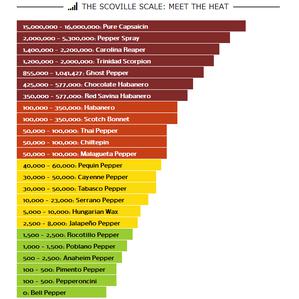 THE SCOVILLE SCALE: MEET THE HEAT
15,000,000 - 16,000,000: Pure Capsaicin
2,000,000 - 5,300,000: Pepper Spray
1,400,000 - 2,200,000: Carolina Reaper
1,200,000 - 2,000,000: Trinidad Scorpion
855,000 - 1,041,427: Ghost Pepper
425,000 - 577,000: Chocolate Habanero
350,000 - 577,000: Red Savina Habanero
100,000 - 350,000: Habanero
100,000 - 350,000: Scotch Bonnet
50,000 - 100,000: Thai Pepper
50,000 - 100,000: Chiltepin
50,000 - 100,000: Malagueta Pepper
40,000 - 60,000: Pequin Pepper
30,000 - 50,000: Cayenne Pepper
30,000 - 50,000: Tabasco Pepper
10,000 - 23,000: Serrano Pepper
5,000 - 10,000: Hungarian Wax
2,500 - 8,000: Jalapeño Pepper
1,500 - 2,500: Rocotillo Pepper
1,000 - 1,500: Poblano Pepper
500 - 2,500: Anaheim Pepper
100 - 500: Pimento Pepper
100 - 500: Pepperoncini
0: Bell Pepper